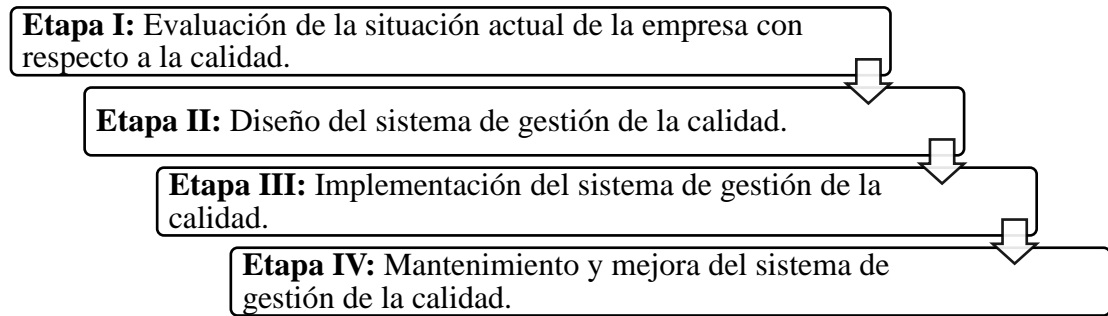 Etapa I: Evaluación de la situación actual de la empresa con
respecto a la calidad.
Etapa II: Diseño del sistema de gestión de la calidad.
Etapa III: Implementación del sistema de gestión de la
calidad.
Etapa IV: Mantenimiento y mejora del sistema de
gestión de la calidad.